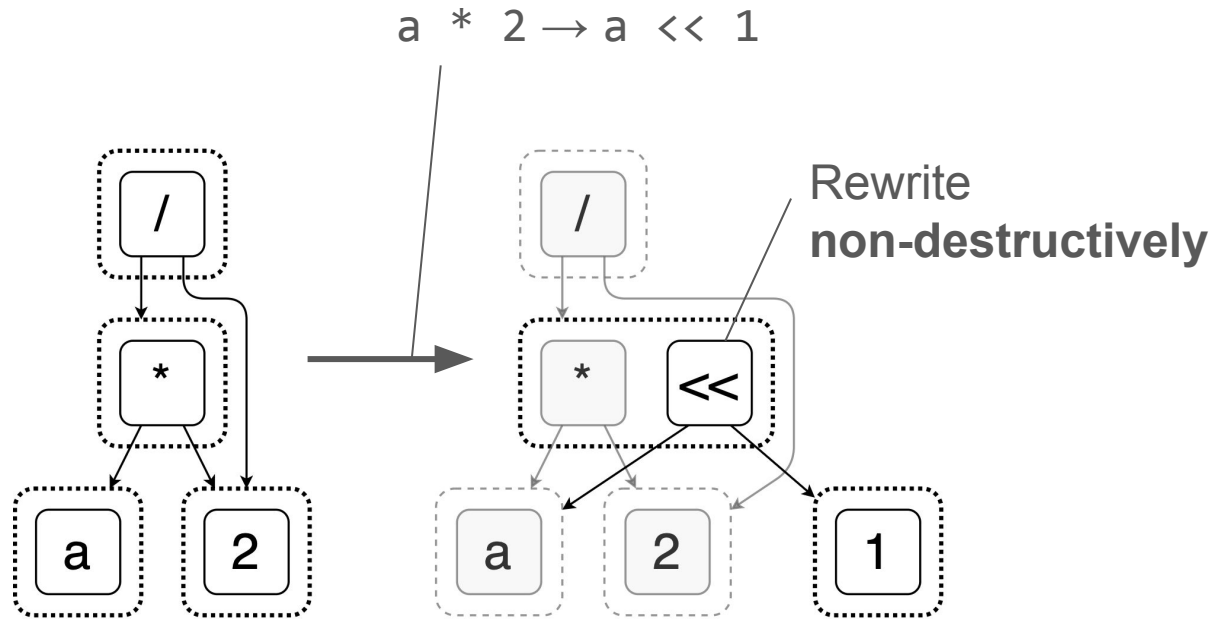 a * 2 → a << 1
Rewrite
non-destructively
/
/
*
*
<<
a
2
a
2
1